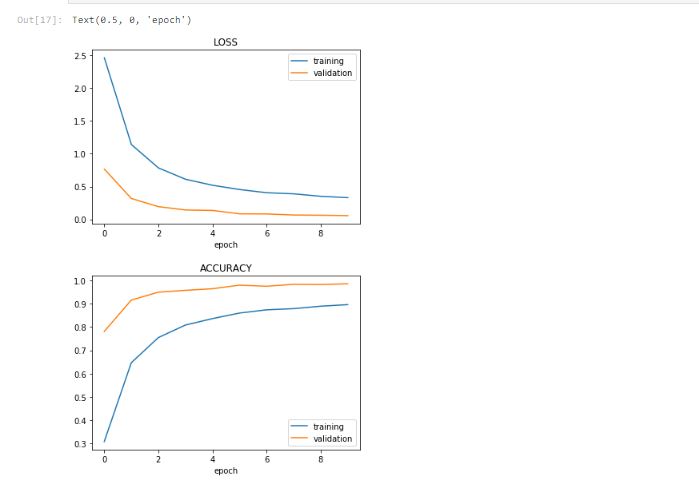 Out[17]: Text(0.5, 0, 'epoch')
LOSS
training
validation
2.5
2.0
1.5
1.0
0.5
0.0
0 2 4 6 8
epoch
ACCURACY
1.0
0.9
0.8
0.7
0.6
0.5
0.4
0.3
training
validation
0 2 4 6 8
epoch